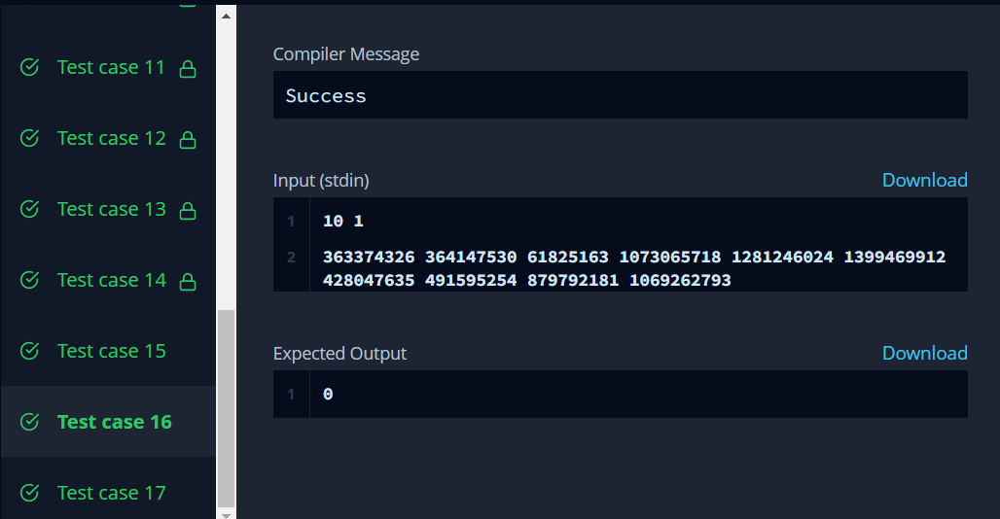 Test case 11
Test case 12
Test case 13
Test case 14
Test case 15
Test case 16
Test case 17
Compiler Message
Success
Input (stdin)
Download
1 10 1
2 363374326 364147530 61825163 1073065718 1281246024 1399469912
428047635 491595254 879792181 1069262793
Expected Output
Download
1 0